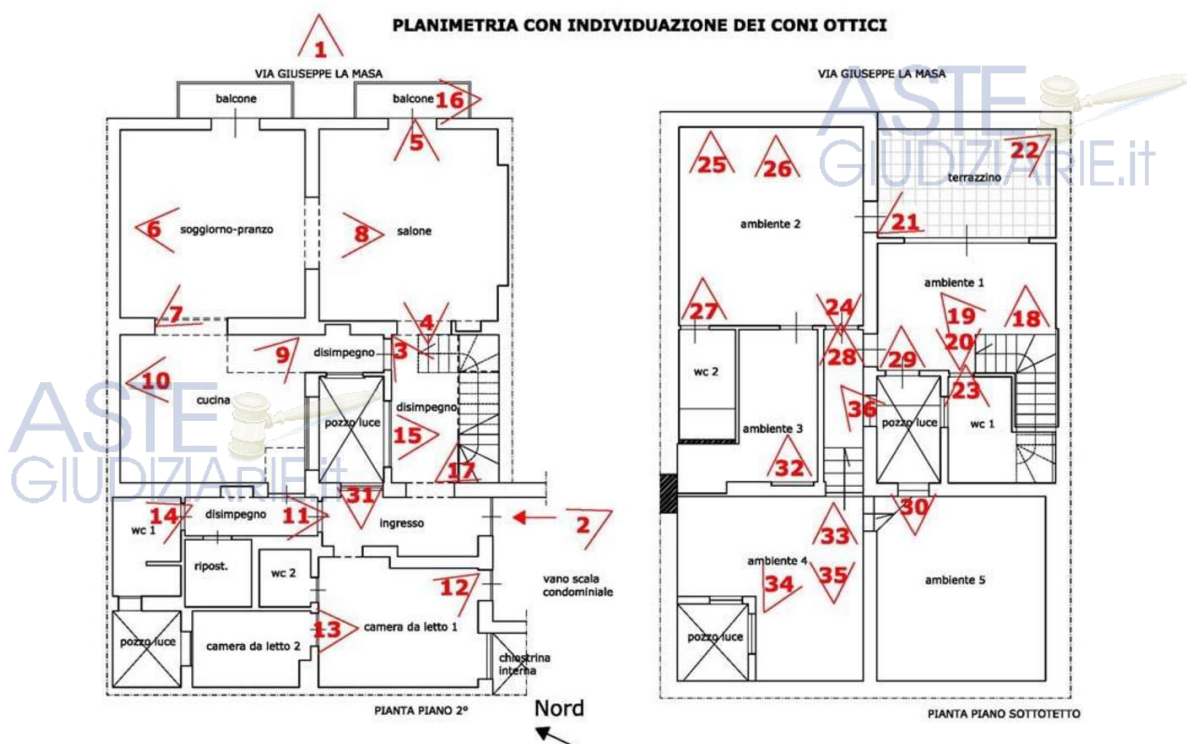 PLANIMETRIA CON INDIVIDUAZIONE DEI CONI OTTICI
1
VIA GIUSEPPE LA MASA
balcone
balcone
16
5
6
soggiorno-pranzo
8
salone
7
4
9
disimpegno
3
10
cucina
pozzo luce
disimpegno
15
17
31
14
disimpegno
11
ingresso
2
wc 1
ripost.
wc 2
12
vano scala
condominiale
13
camera da letto 1
pozzo luce
camera da letto 2
chiostrina
interna
PIANTA PIANO 2°
Nord
VIA GIUSEPPE LA MASA
25
26
22
terrazzino
ambiente 2
21
ambiente 1
27
24
19
18
20
28
29
wc 2
23
36
pozzo luce
wc 1
ambiente 3
32
30
33
ambiente 4
34
35
ambiente 5
pozzo luce
PIANTA PIANO SOTTOTETTO
ASTE
GIUDIZIARIE.it
ASTE
GIUDIZIARIE.it